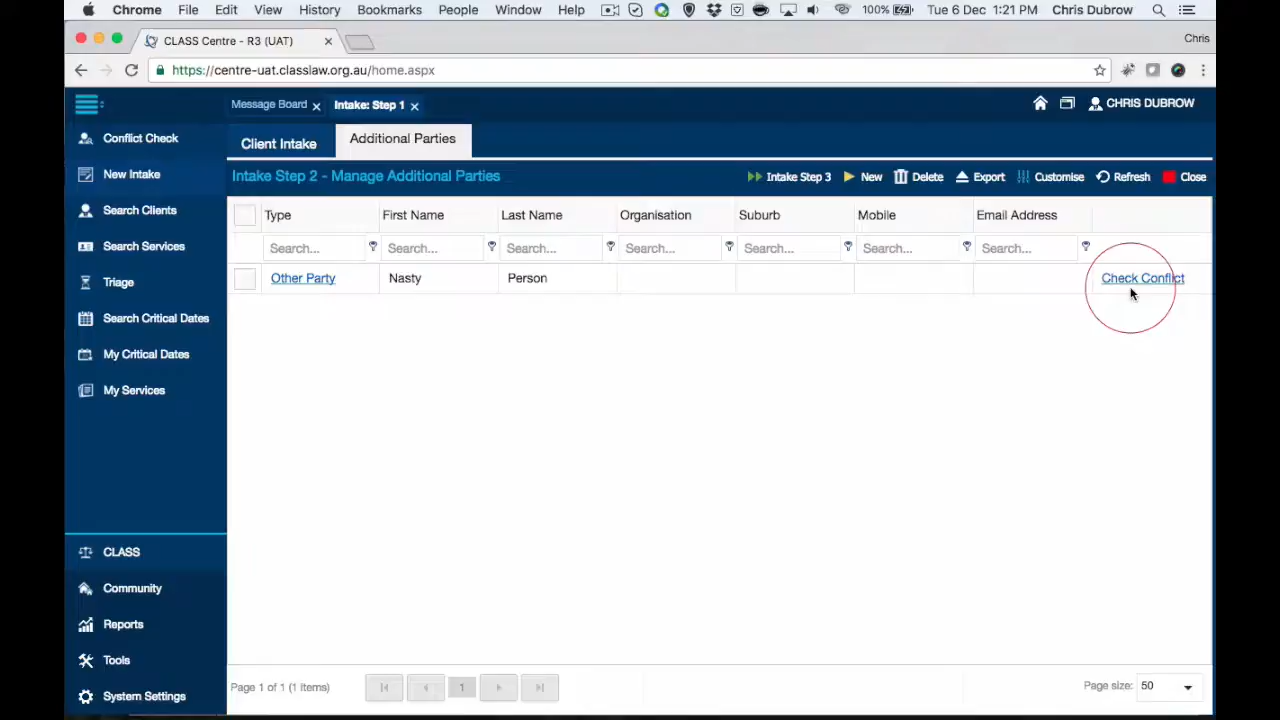 Chrome File Edit View History Bookmarks People Window Help 100% Tue 6 Dec 1:21 PM Chris Dubrow
CLASS Centre - R3 (UAT) Chris
https://centre-uat.classlaw.org.au/home.aspx
Message Board Intake: Step 1 CHRIS DUBROW
Conflict Check
New Intake
Search Clients
Search Services
Triage
Search Critical Dates
My Critical Dates
My Services
CLASS
Community
Reports
Tools
System Settings
Client Intake Additional Parties
Intake Step 2 - Manage Additional Parties Intake Step 3 New Delete Export Customise Refresh Close
Type First Name Last Name Organisation Suburb Mobile Email Address
Search... Search... Search... Search... Search... Search... Search...
Other Party Nasty Person Check Conflict
Page 1 of 1 (1 items) 1 Page size: 50